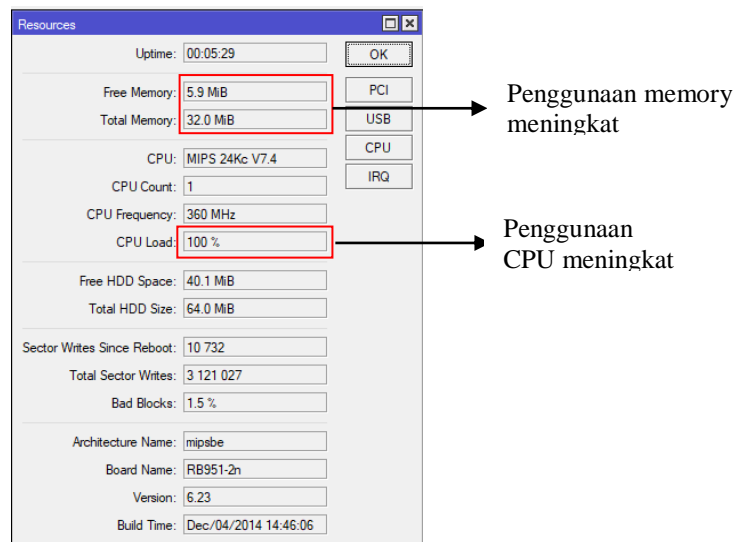 Resources
Uptime: 00:05:29 OK
Free Memory: 5.9 MiB PCI
Total Memory: 32.0 MiB USB
Penggunaan memory
meningkat
CPU: MIPS 24Kc V7.4 CPU
CPU Count: 1 IRQ
CPU Frequency: 360 MHz
CPU Load: 100 %
Penggunaan
CPU meningkat
Free HDD Space: 40.1 MiB
Total HDD Size: 64.0 MiB
Sector Writes Since Reboot: 10 732
Total Sector Writes: 3 121 027
Bad Blocks: 1.5 %
Architecture Name: mipsbe
Board Name: RB951-2n
Version: 6.23
Build Time: Dec/04/2014 14:46:06